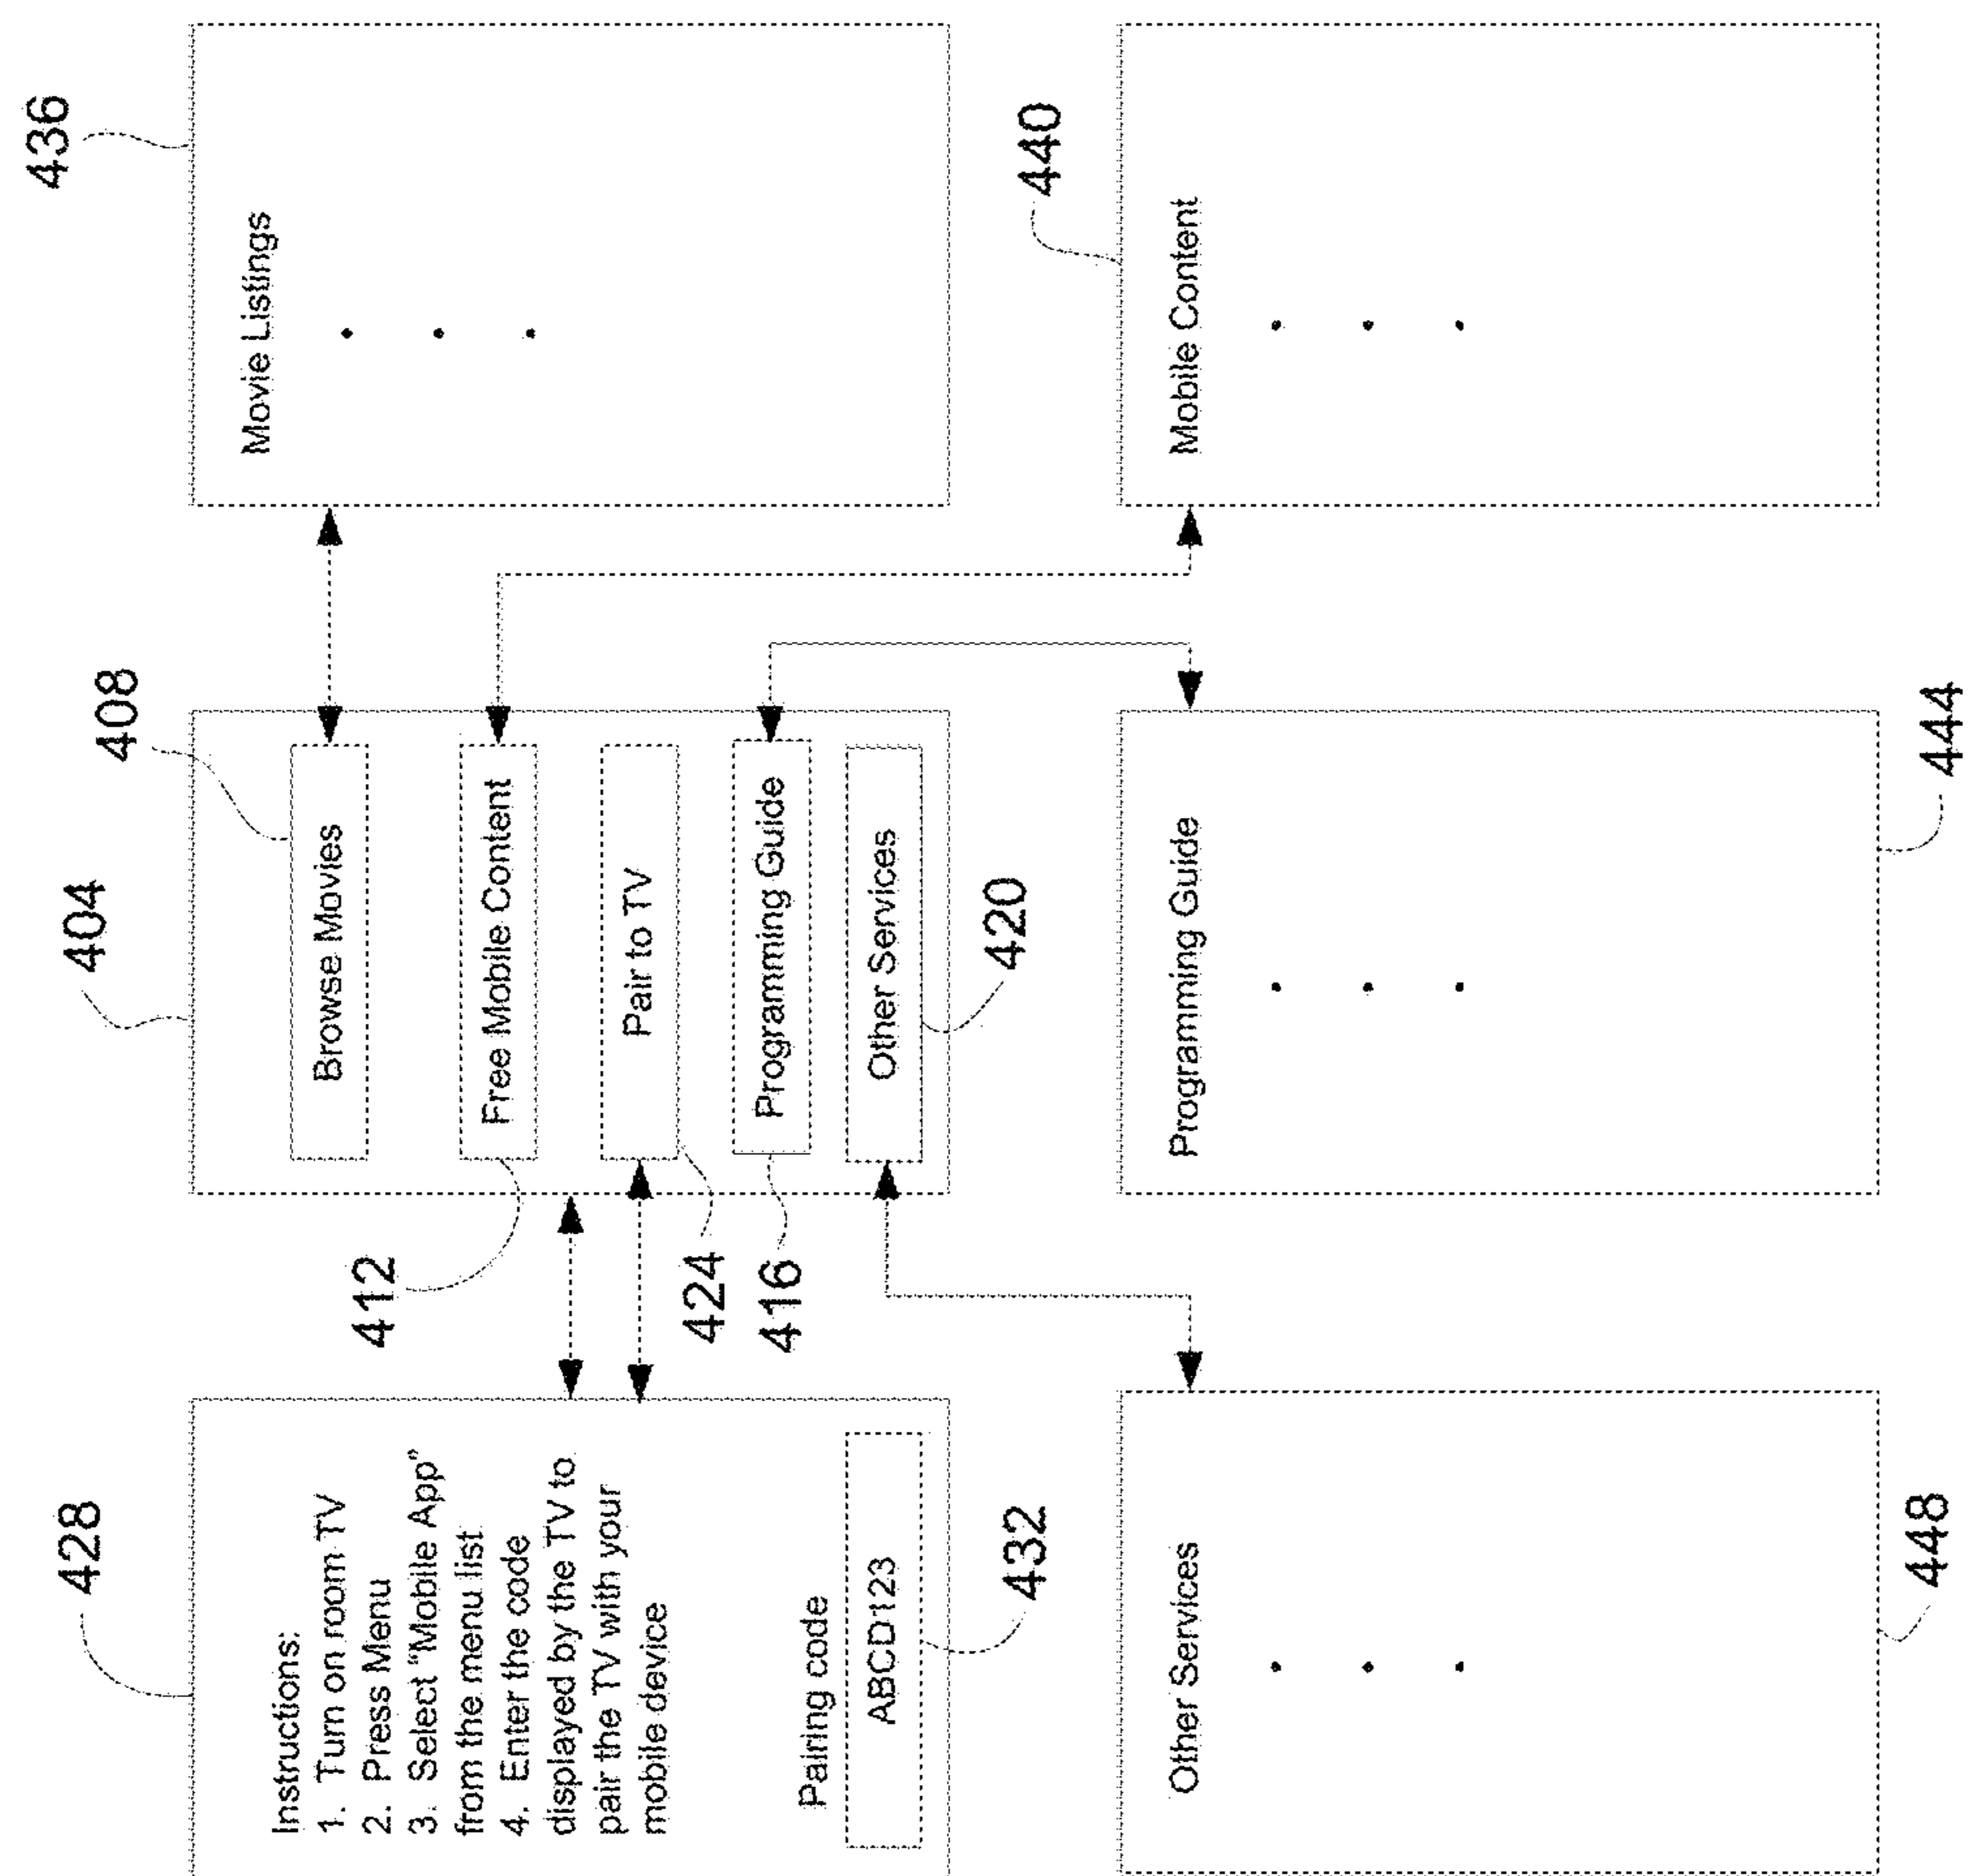 428
Instructions:
1. Turn on room TV
2. Press Menu
3. Select "Mobile App"
from the menu list
4. Enter the code
displayed by the TV to
pair the TV with your
mobile device
Pairing code
ABCD123
432
404
408
Browse Movies
Free Mobile Content
412
Pair to TV
424
Programming Guide
416
Other Services
420
436
Movie Listings
Other Services
448
Programming Guide
444
440
Mobile Content